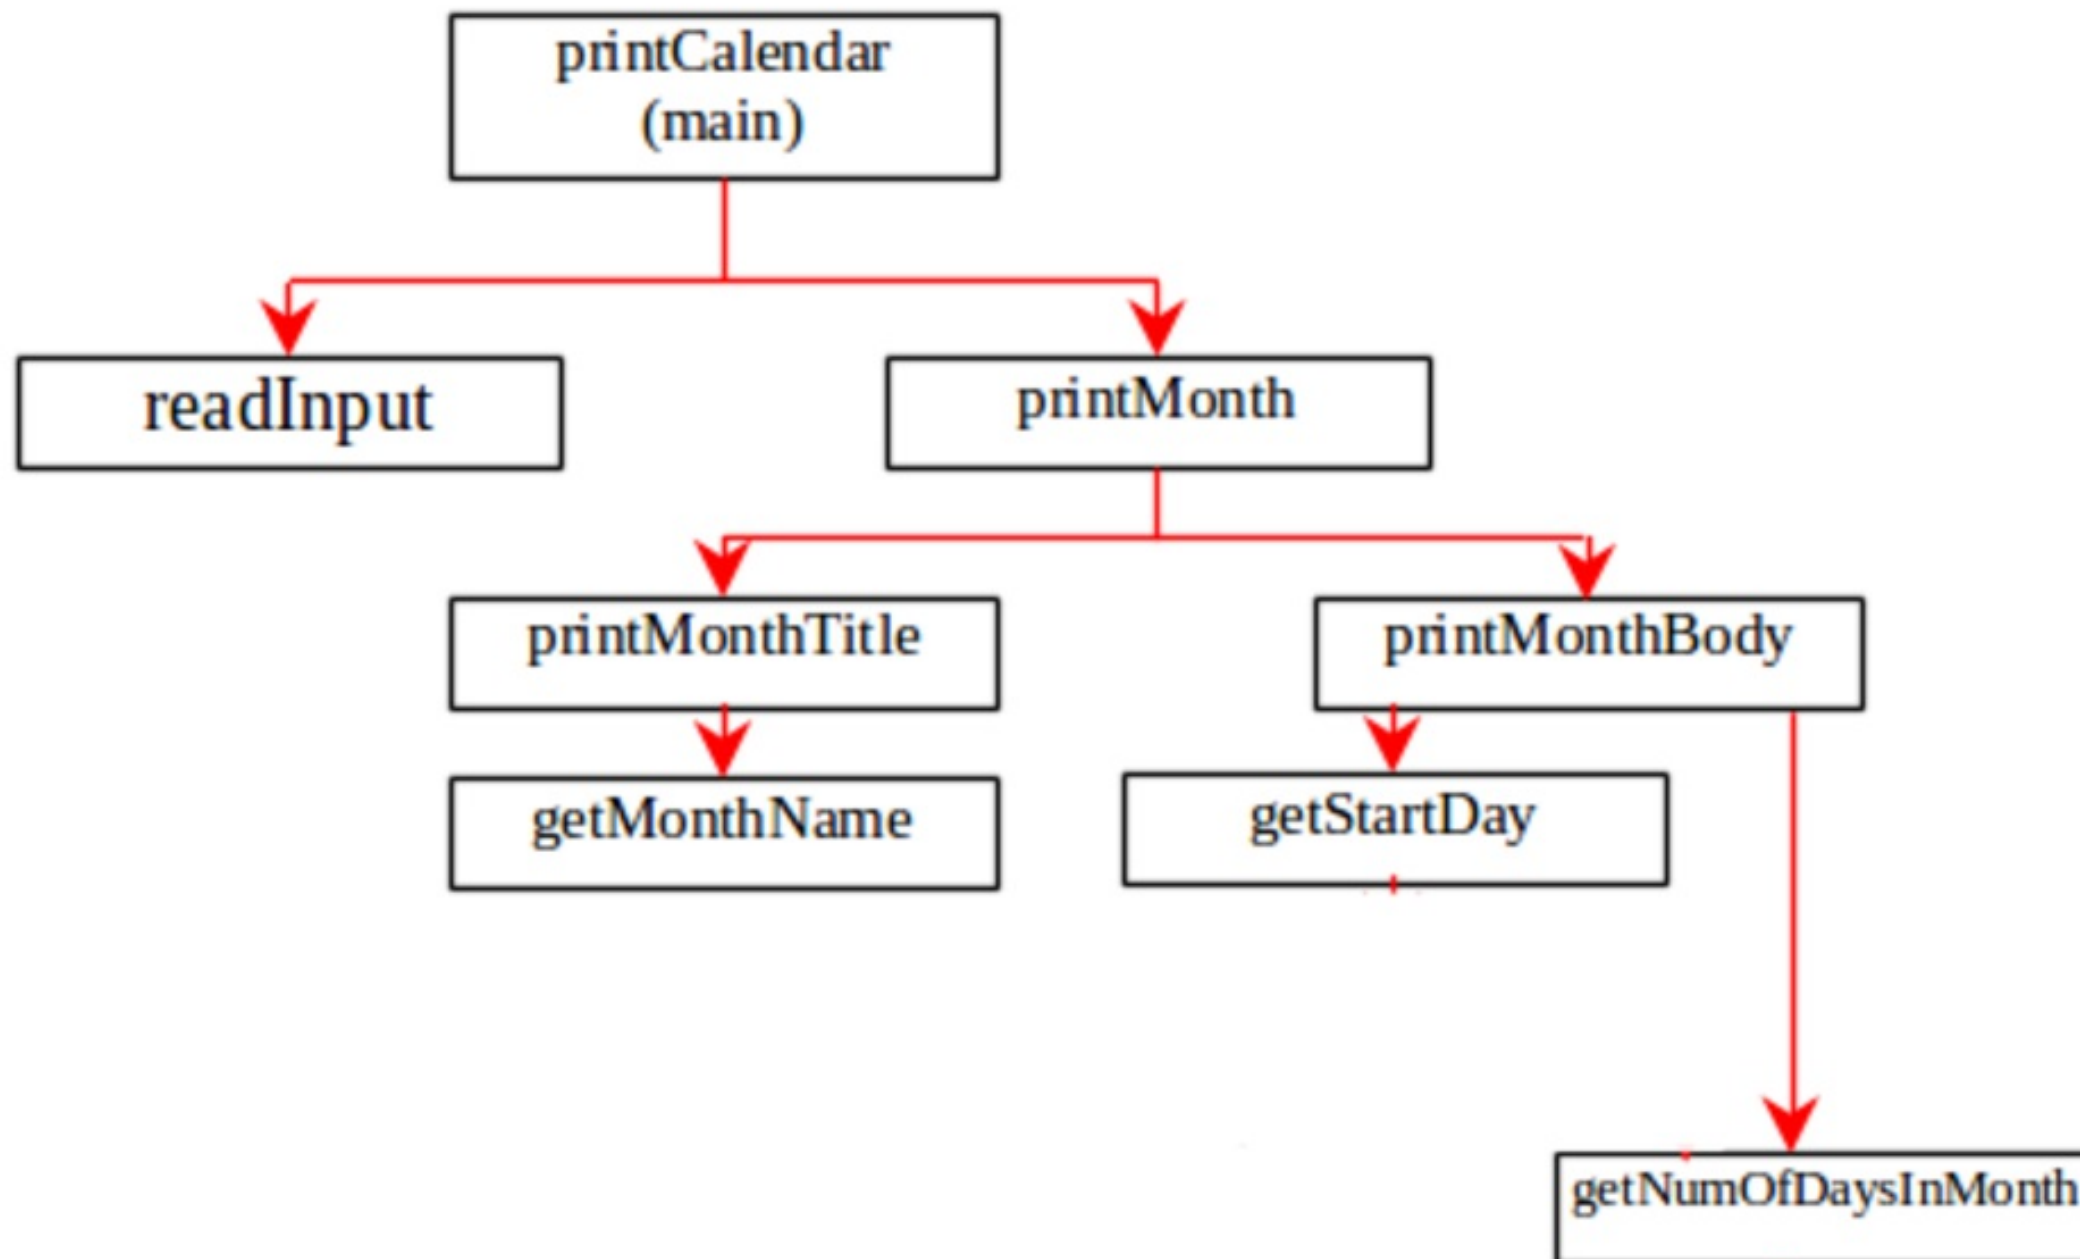 printCalendar
(main)
readInput
printMonth
printMonthTitle
printMonthBody
getMonthName
getStartDay
getNumOfDaysInMonth